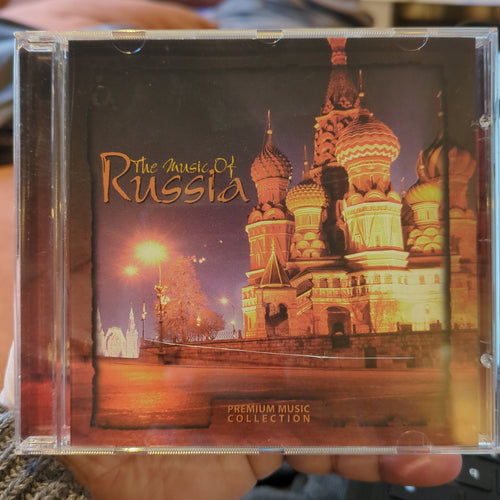 The Music Of
Russia
PREMIUM MUSIC
COLLECTION